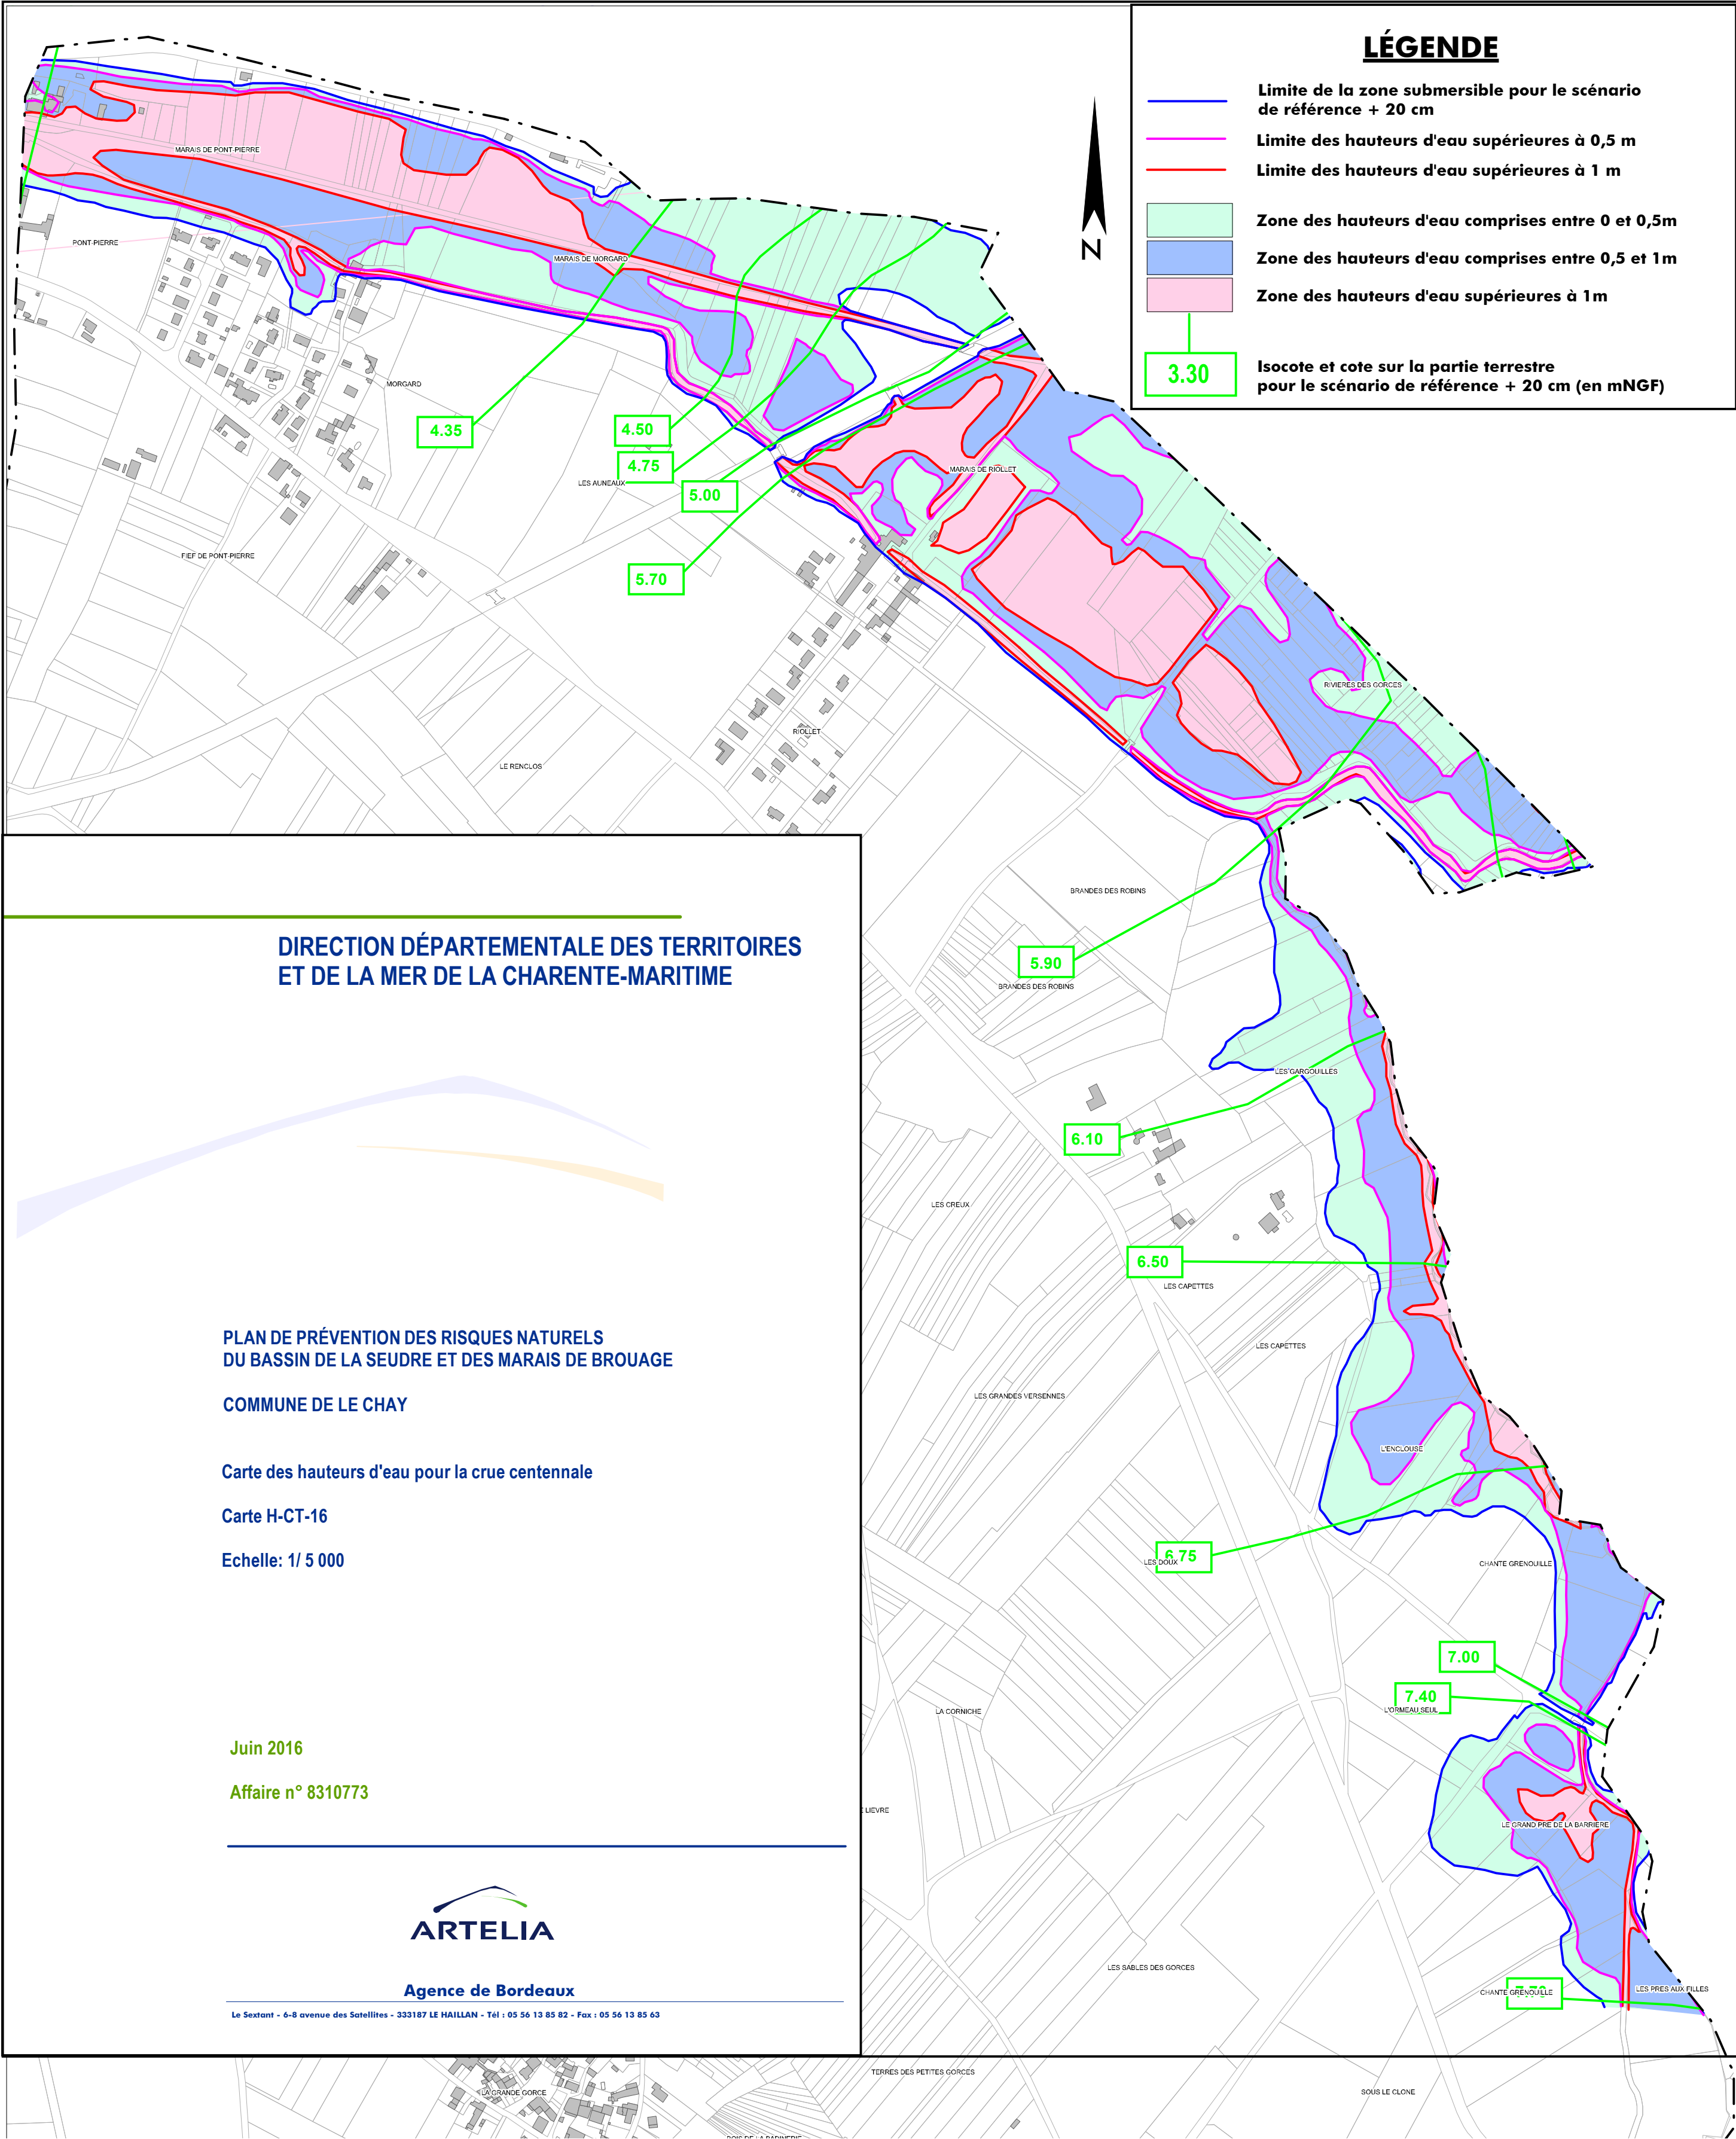 LÉGENDE
Limite de la zone submersible pour le scénario
de référence + 20 cm
Limite des hauteurs d'eau supérieures à 0,5 m
Limite des hauteurs d'eau supérieures à 1 m
Zone des hauteurs d'eau comprises entre 0 et 0,5m
Zone des hauteurs d'eau comprises entre 0,5 et 1m
Zone des hauteurs d'eau supérieures à 1m
3.30
Isocote et cote sur la partie terrestre
pour le scénario de référence + 20 cm (en mNGF)
N
MARAIS DE PONT-PIERRE
PONT-PIERRE
MARAIS DE MORGARD
MORGARD
4.35
4.50
4.75
5.00
5.70
LES AUNEAUX
MARAIS DE RIOLLET
FIEF DE PONT-PIERRE
RIVIERES DES GORCES
RIOLLET
LE RENCLOS
BRANDES DES ROBINS
5.90
BRANDES DES ROBINS
LES GARGOUILLES
6.10
LES CREUX
6.50
LES CAPETTES
LES CAPETTES
LES GRANDES VERSENNES
L'ENCLOUSE
6.75
LES DOUX
CHANTE GRENOUILLE
7.00
7.40
L'ORMEAU SEUL
LA CORNICHE
LIEVRE
LE GRAND PRE DE LA BARRIERE
LES SABLES DES GORCES
CHANTE GRENOUILLE
LES PRES AUX FILLES
TERRES DES PETITES GORCES
SOUS LE CLONE
LA GRANDE GORCE
DIRECTION DÉPARTEMENTALE DES TERRITOIRES
ET DE LA MER DE LA CHARENTE-MARITIME
PLAN DE PRÉVENTION DES RISQUES NATURELS
DU BASSIN DE LA SEUDRE ET DES MARAIS DE BROUAGE
COMMUNE DE LE CHAY
Carte des hauteurs d'eau pour la crue centennale
Carte H-CT-16
Echelle: 1/ 5 000
Juin 2016
Affaire n° 8310773
ARTELIA
Agence de Bordeaux
Le Sextant - 6-8 avenue des Satellites - 333187 LE HAILLAN - Tél : 05 56 13 85 82 - Fax : 05 56 13 85 63